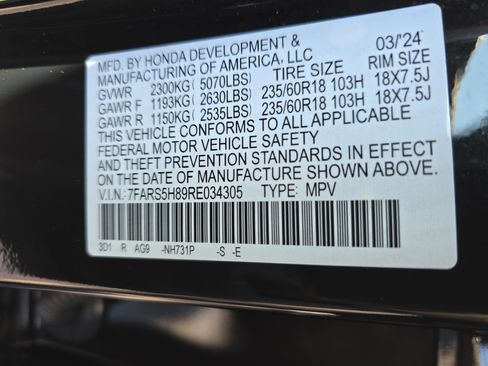 MFD. BY HONDA DEVELOPMENT & 03/'24
MANUFACTURING OF AMERICA, LLC
GVWR 2300KG( 5070LBS) TIRE SIZE RIM SIZE
GAWR F 1193KG( 2630LBS) 235/60R18 103H 18X7.5J
GAWR R 1150KG( 2535LBS) 235/60R18 103H 18X7.5J
THIS VEHICLE CONFORMS TO ALL APPLICABLE
FEDERAL MOTOR VEHICLE SAFETY
AND THEFT PREVENTION STANDARDS IN EFFECT
ON THE DATE OF MANUFACTURE SHOWN ABOVE.
V.I.N.: 7FARS5H89RE034305 TYPE: MPV
3D1 R AG9 -NH731P -S -E